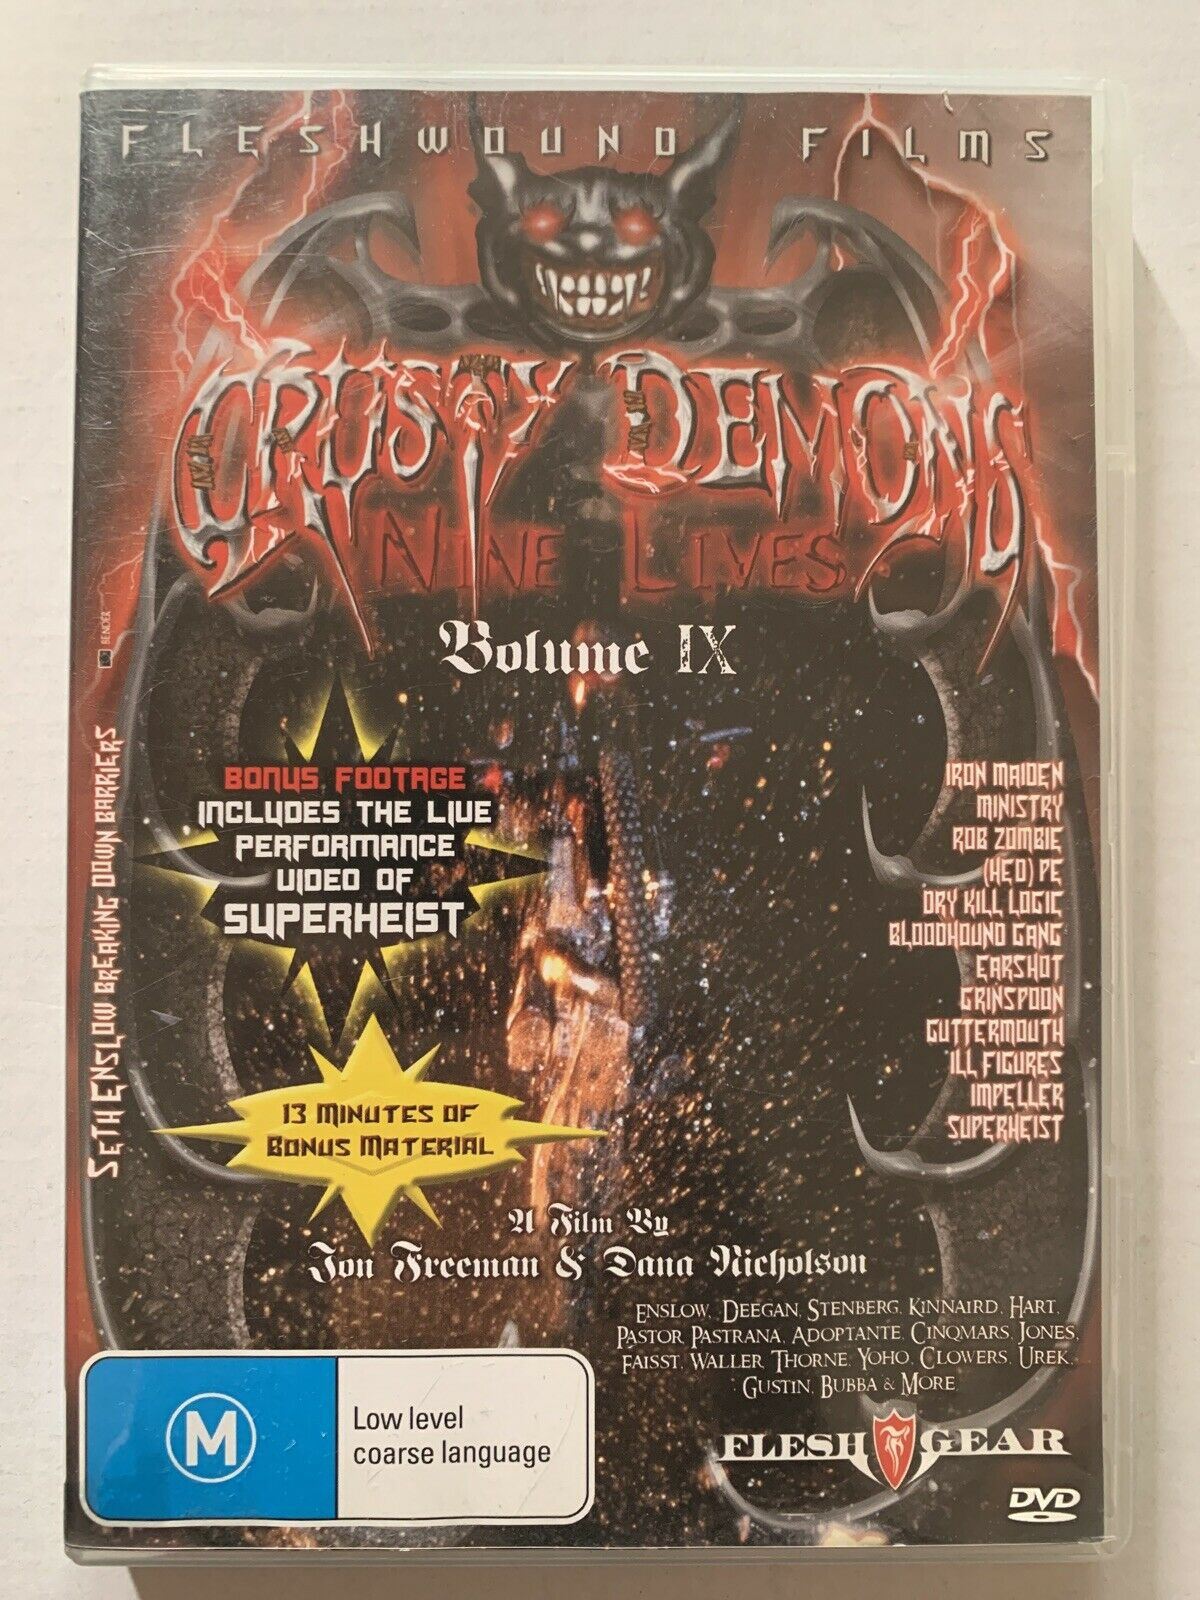 FLESHWOUND FILMS
CRUSTY DEMONS
NINE LIVES
Volume IX
BENDER
SETH ENSLOW BREAKING DOWN BARRIERS
BONUS FOOTAGE
INCLUDES THE LIVE
PERFORMANCE
VIDEO OF
SUPERHEIST
13 MINUTES OF
BONUS MATERIAL
IRON MAIDEN
MINISTRY
ROB ZOMBIE
(HED) PE
DRY KILL LOGIC
BLOODHOUND GANG
EARSHOT
GRINSPOON
GUTTERMOUTH
ILL FIGURES
IMPELLER
SUPERHEIST
A Film By
Jon Freeman & Dana Nicholson
ENSLOW, DEEGAN, STENBERG, KINNAIRD, HART,
PASTOR PASTRANA, ADOPTANTE, CINQMARS, JONES,
FAISST, WALLER THORNE, YOHO, CLOWERS, UREK,
GUSTIN, BUBBA & MORE
M
Low level
coarse language
FLESH F GEAR
DVD